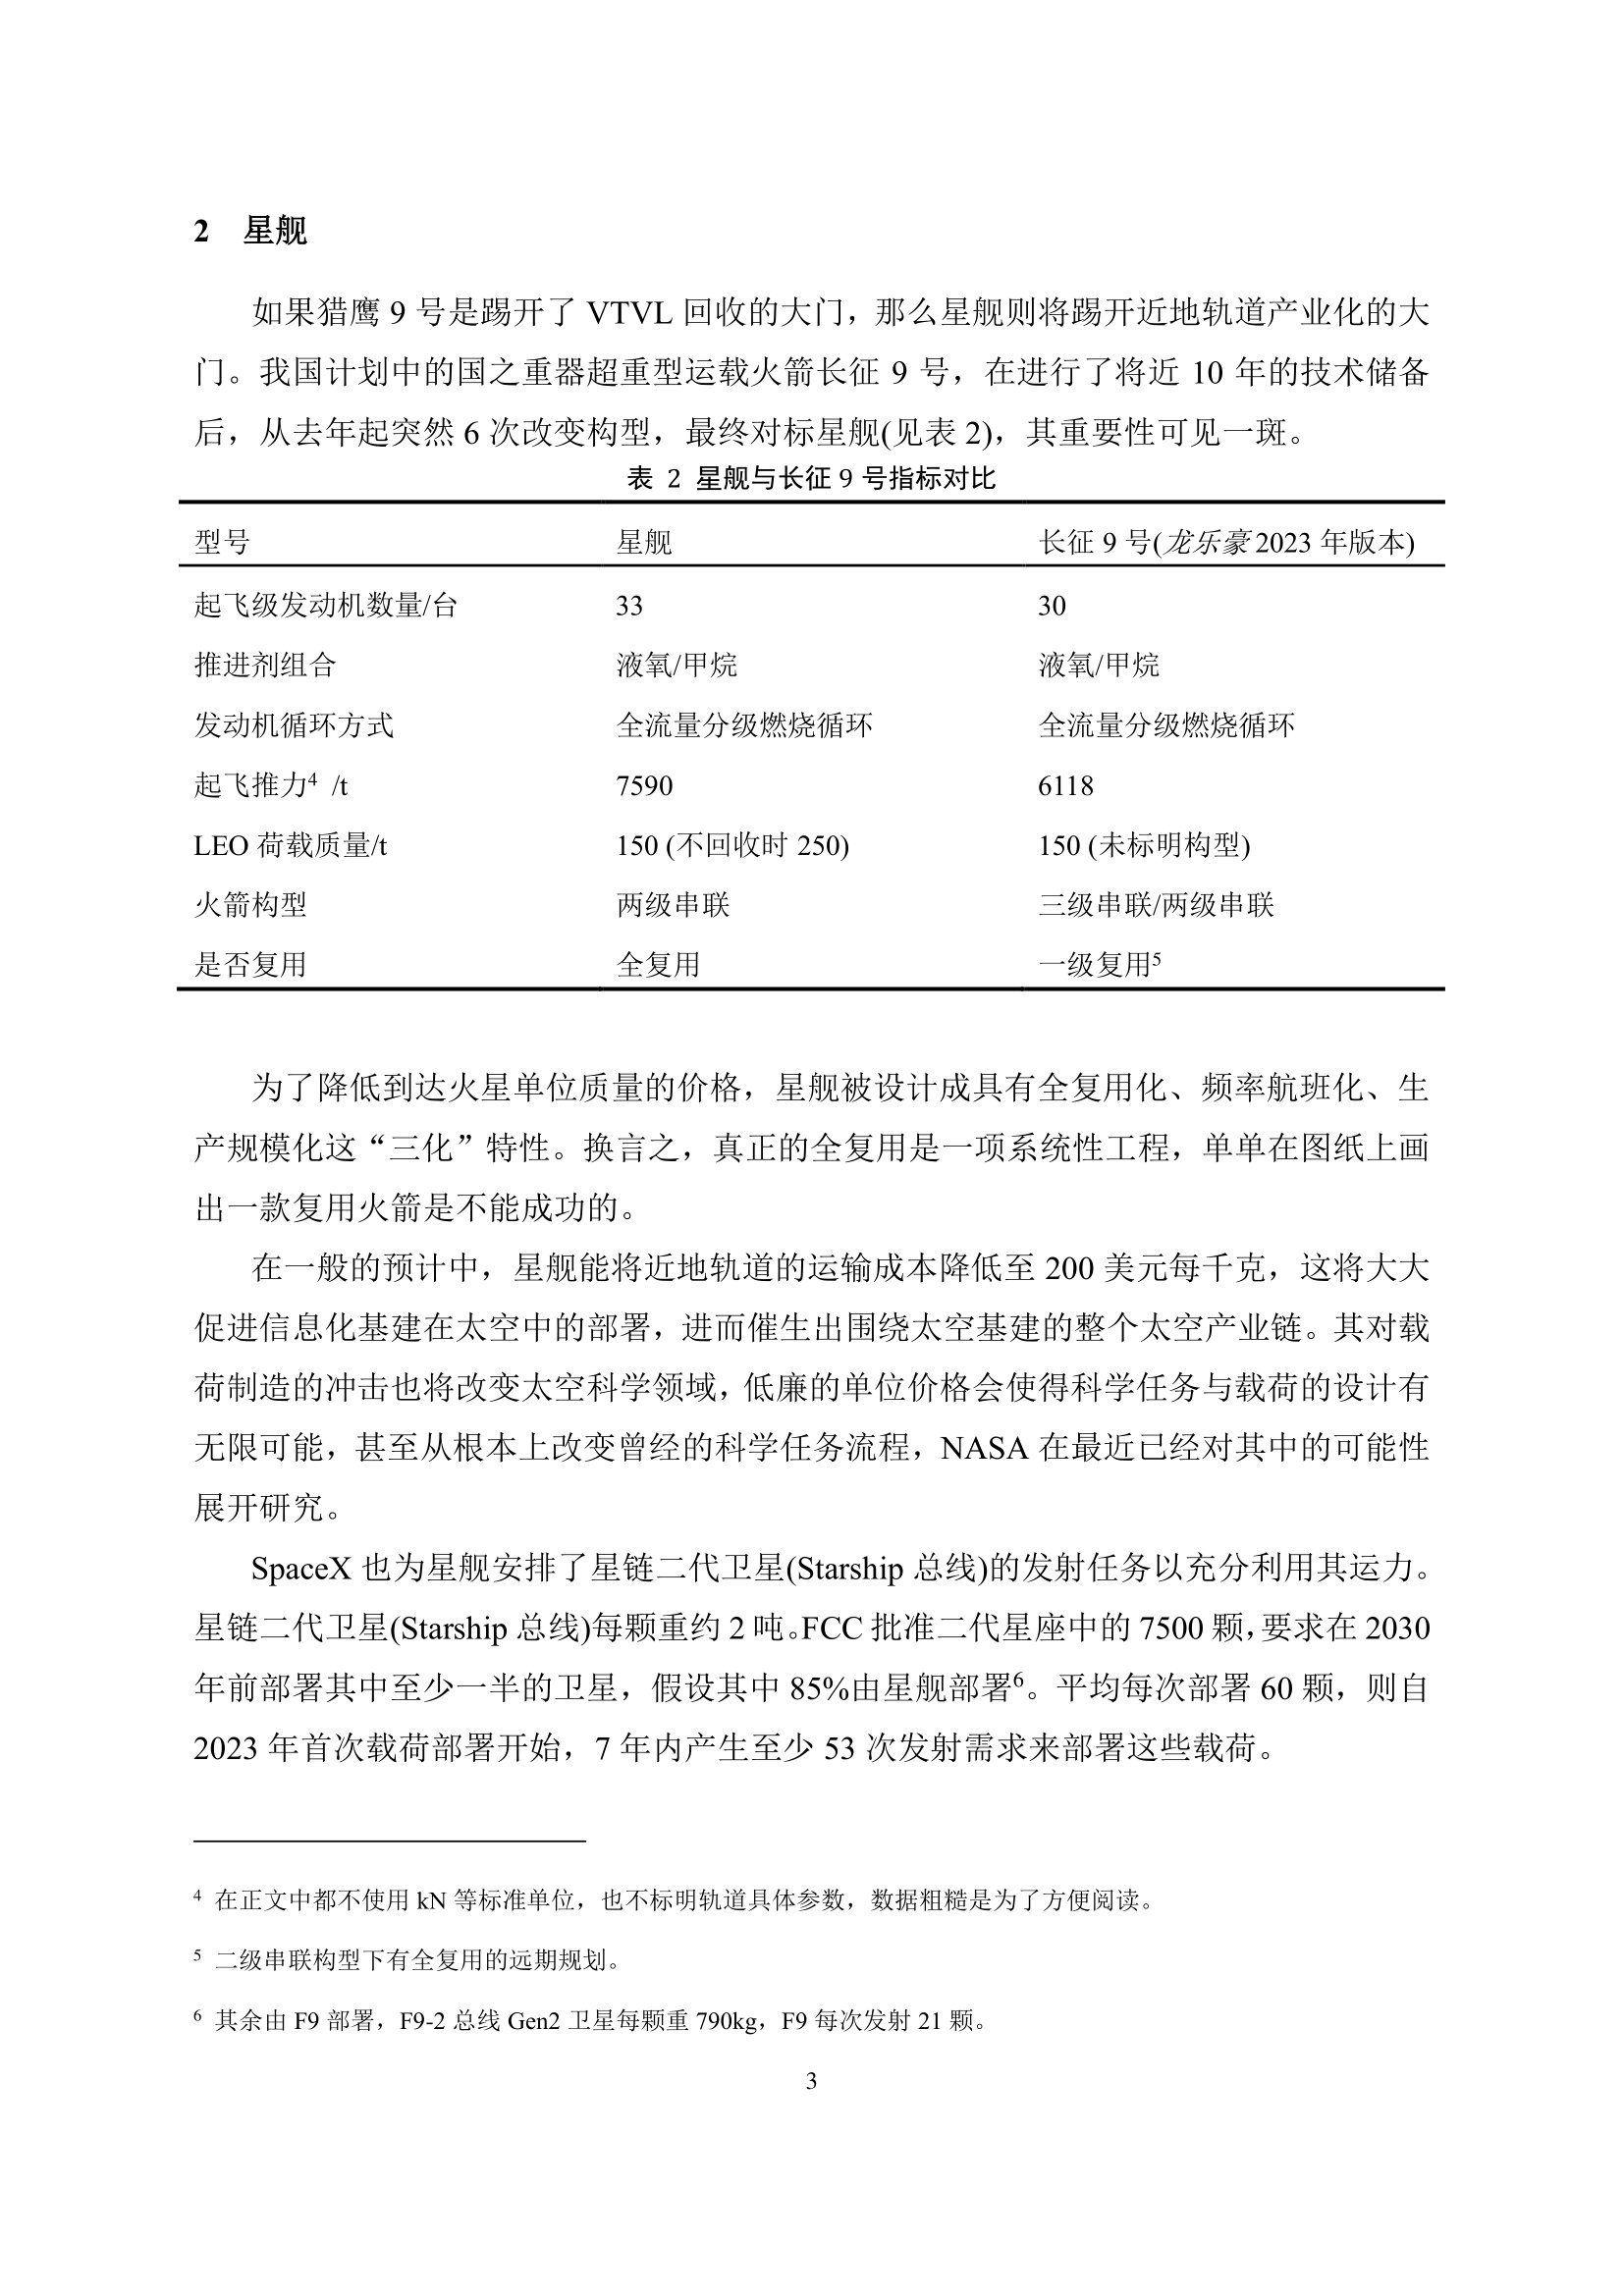 2 星舰
如果猎鹰 9 号是踢开了 VTVL 回收的大门，那么星舰则将踢开近地轨道产业化的大
门。我国计划中的国之重器超重型运载火箭长征 9 号，在进行了将近 10 年的技术储备
后，从去年起突然 6 次改变构型，最终对标星舰(见表 2)，其重要性可见一斑。
表 2 星舰与长征 9 号指标对比
型号 星舰 长征 9 号(龙乐豪 2023 年版本)
起飞级发动机数量/台 33 30
推进剂组合 液氧/甲烷 液氧/甲烷
发动机循环方式 全流量分级燃烧循环 全流量分级燃烧循环
起飞推力4 /t 7590 6118
LEO 荷载质量/t 150 (不回收时 250) 150 (未标明构型)
火箭构型 两级串联 三级串联/两级串联
是否复用 全复用 一级复用5
为了降低到达火星单位质量的价格，星舰被设计成具有全复用化、频率航班化、生
产规模化这“三化”特性。换言之，真正的全复用是一项系统性工程，单单在图纸上画
出一款复用火箭是不能成功的。
在一般的预计中，星舰能将近地轨道的运输成本降低至 200 美元每千克，这将大大
促进信息化基建在太空中的部署，进而催生出围绕太空基建的整个太空产业链。其对载
荷制造的冲击也将改变太空科学领域，低廉的单位价格会使得科学任务与载荷的设计有
无限可能，甚至从根本上改变曾经的科学任务流程，NASA 在最近已经对其中的可能性
展开研究。
SpaceX 也为星舰安排了星链二代卫星(Starship 总线)的发射任务以充分利用其运力。
星链二代卫星(Starship 总线)每颗重约 2 吨。FCC 批准二代星座中的 7500 颗，要求在 2030
年前部署其中至少一半的卫星，假设其中 85%由星舰部署6。平均每次部署 60 颗，则自
2023 年首次载荷部署开始，7 年内产生至少 53 次发射需求来部署这些载荷。
4 在正文中都不使用 kN 等标准单位，也不标明轨道具体参数，数据粗糙是为了方便阅读。
5 二级串联构型下有全复用的远期规划。
6 其余由 F9 部署，F9-2 总线 Gen2 卫星每颗重 790kg，F9 每次发射 21 颗。
3